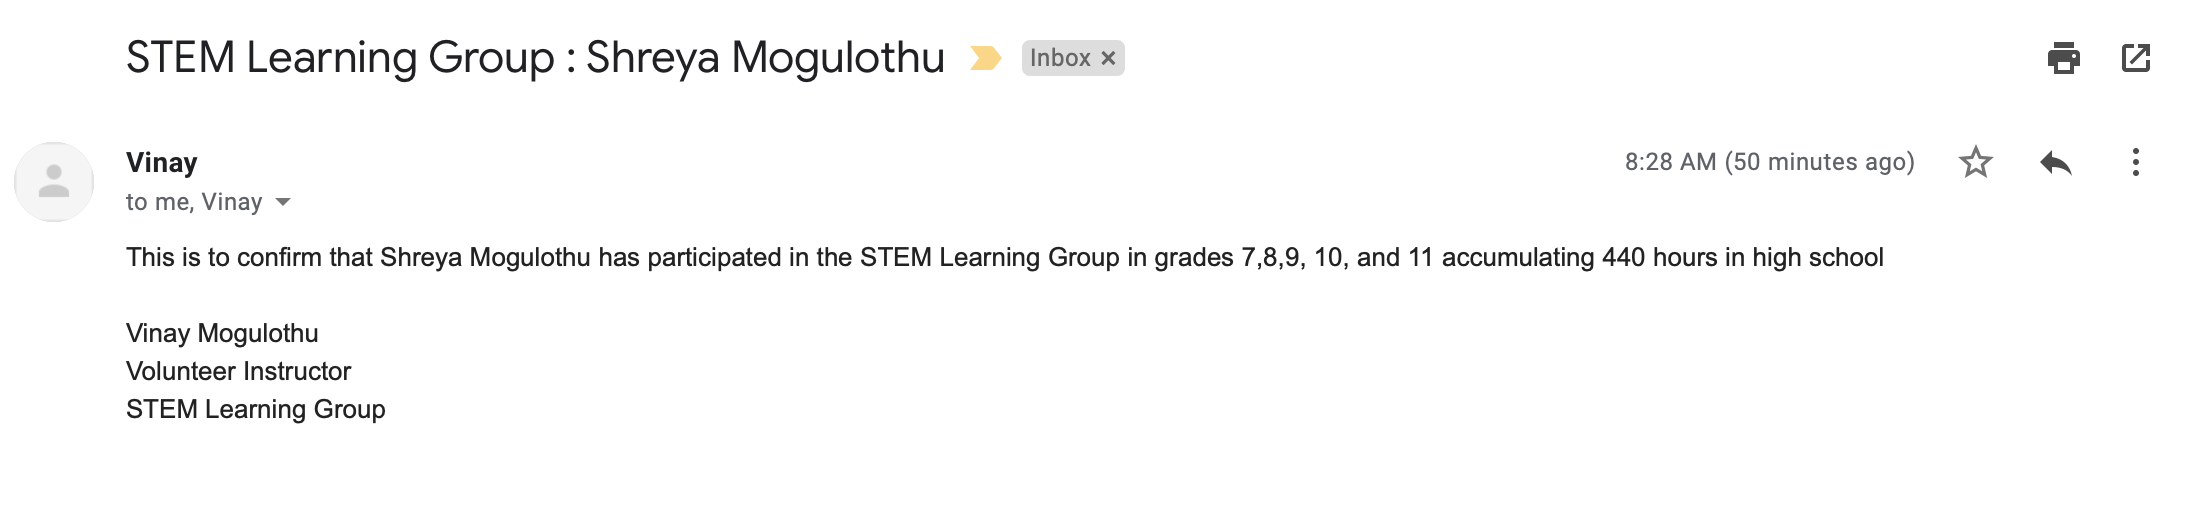 STEM Learning Group : Shreya Mogulothu Inbox ×
Vinay 8:28 AM (50 minutes ago)
to me, Vinay
This is to confirm that Shreya Mogulothu has participated in the STEM Learning Group in grades 7,8,9, 10, and 11 accumulating 440 hours in high school
Vinay Mogulothu
Volunteer Instructor
STEM Learning Group